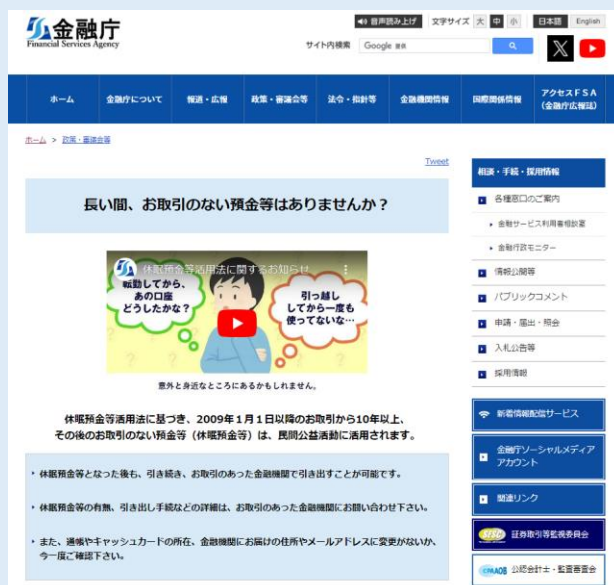 金融庁
Financial Services Agency
音声読み上げ 文字サイズ 大 中 小 日本語 English
サイト内検索 Google 提供
ホーム 金融庁について 報道・広報 政策・審議会等 法令・指針等 金融機関情報 国際関係情報 アクセスFSA
(金融庁広報誌)
ホーム > 政策・審議会等
Tweet
長い間、お取引のない預金等はありませんか？
休眠預金等活用法に関するお知らせ
転勤してから、
あの口座
どうしたかな？
引っ越し
してから一度も
使ってないな…
意外と身近なところにあるかもしれません。
休眠預金等活用法に基づき、2009年1月1日以降のお取引から10年以上、
その後のお取引のない預金等（休眠預金等）は、民間公益活動に活用されます。
・休眠預金等となった後も、引き続き、お取引のあった金融機関で引き出すことが可能です。
・休眠預金等の有無、引き出し手続などの詳細は、お取引のあった金融機関にお問い合わせ下さい。
・また、通帳やキャッシュカードの所在、金融機関にお届けの住所やメールアドレスに変更がないか、
今一度ご確認下さい。
相談・手続・採用情報
各種窓口のご案内
金融サービス利用者相談室
金融行政モニター
情報公開等
パブリックコメント
申請・届出・照会
入札公告等
採用情報
新着情報配信サービス
金融庁ソーシャルメディア
アカウント
関連リンク
SESC 証券取引等監視委員会
CPAAOB 公認会計士・監査審査会